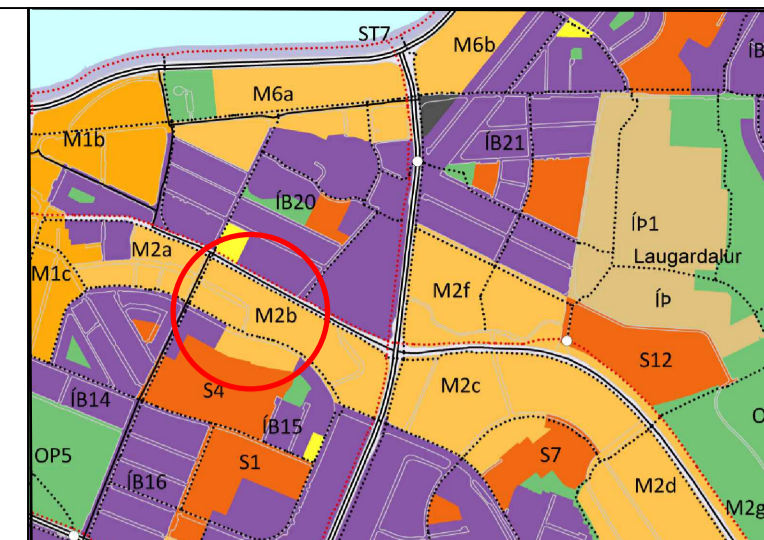 ST7
M6b
ÍB
M6a
M1b
ÍB21
ÍB20
ÍÞ1
M2a
Laugardalur
M1c
M2f
ÍÞ
M2b
S12
M2c
S4
ÍB14
ÍB15
O
OP5
S1
S7
ÍB16
M2d
M2g